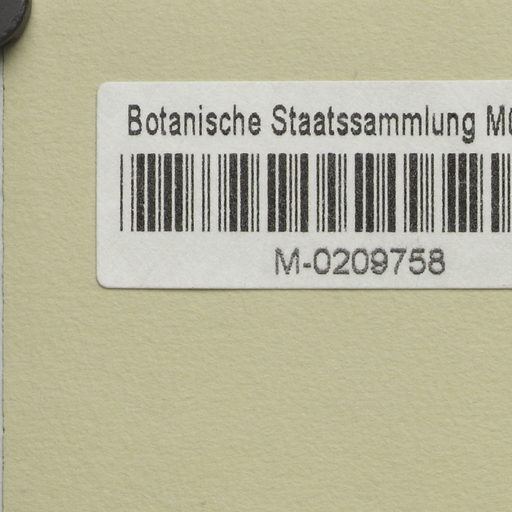 Botanische Staatssammlung
M-0209758